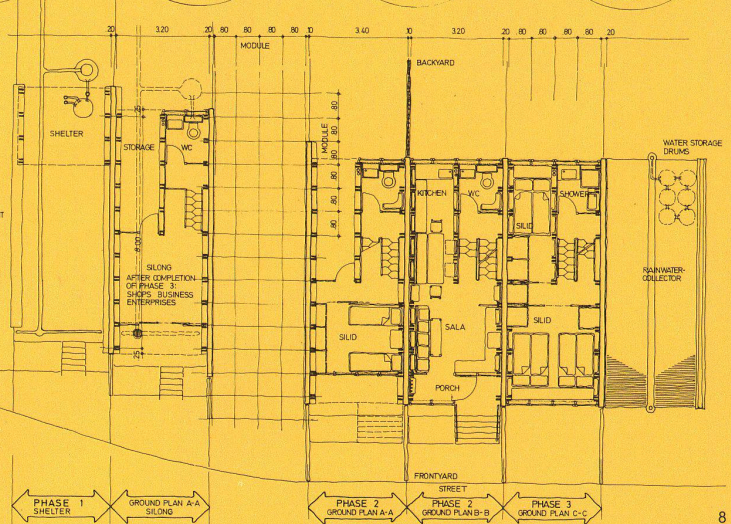 20 3.20 20 .80 .80 .80 .80 10 3.40 10 3.20 20 .80 .80 .80 .80 20
MODULE
BACKYARD
.80
.80
MODULE
.80
.80
.80
SHELTER
STORAGE
WC
8.00
SILONG
AFTER COMPLETION
OF PHASE 3:
SHOPS BUSINESS
ENTERPRISES
.25
KITCHEN
WC
SILID
SHOWER
WATER STORAGE
DRUMS
RAINWATER-
COLLECTOR
SILID
SALA
SILID
PORCH
FRONTYARD
STREET
PHASE 1
SHELTER
GROUND PLAN A-A
SILONG
PHASE 2
GROUND PLAN A-A
PHASE 2
GROUND PLAN B-B
PHASE 3
GROUND PLAN C-C
8